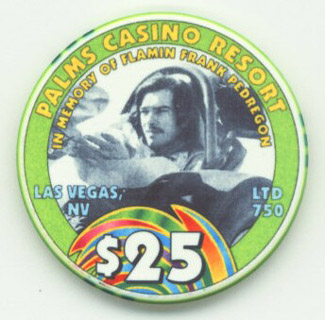 PALMS CASINO RESORT
IN MEMORY OF FLAMIN FRANK PEDREGON
LAS VEGAS,
NV
LTD
750
$25